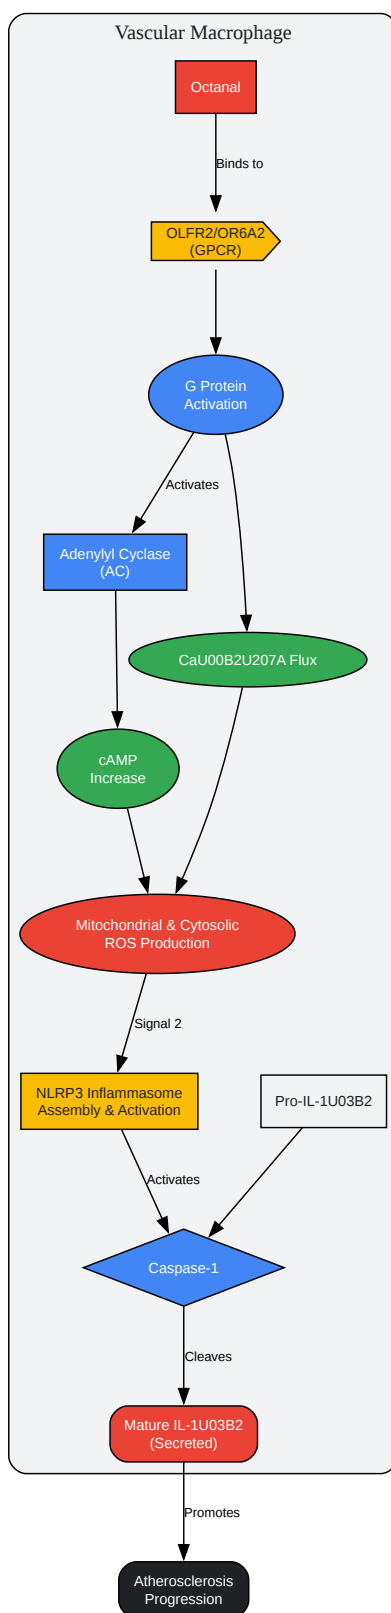 Vascular Macrophage
Octanal
Binds to
OLFR2/OR6A2
(GPCR)
G Protein
Activation
Activates
Adenylyl Cyclase
(AC)
CaU00B2U207A Flux
cAMP
Increase
Mitochondrial & Cytosolic
ROS Production
Signal 2
NLRP3 Inflammasome
Assembly & Activation
Pro-IL-1U03B2
Activates
Caspase-1
Cleaves
Mature IL-1U03B2
(Secreted)
Promotes
Atherosclerosis
Progression